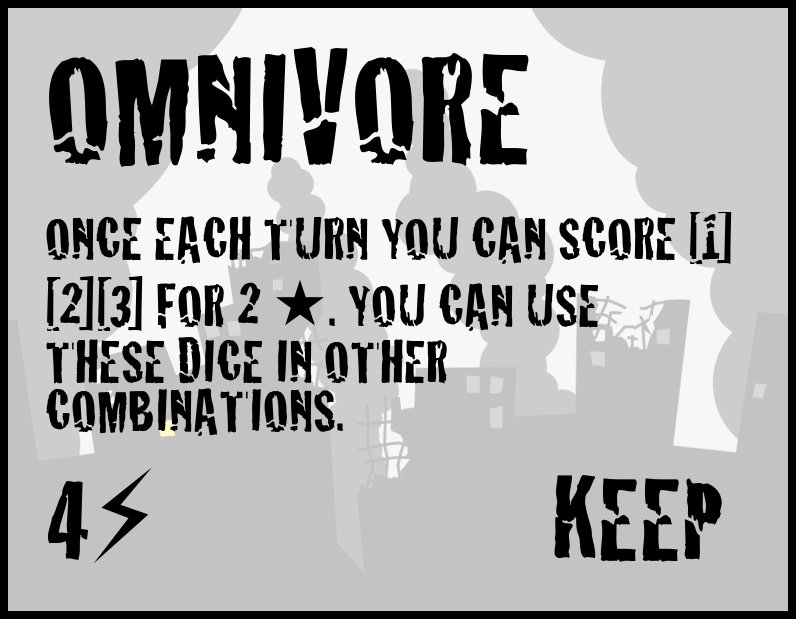 OMNIVORE
ONCE EACH TURN YOU CAN SCORE [1]
[2][3] FOR 2 ★. YOU CAN USE
THESE DICE IN OTHER
COMBINATIONS.
4⚡ KEEP